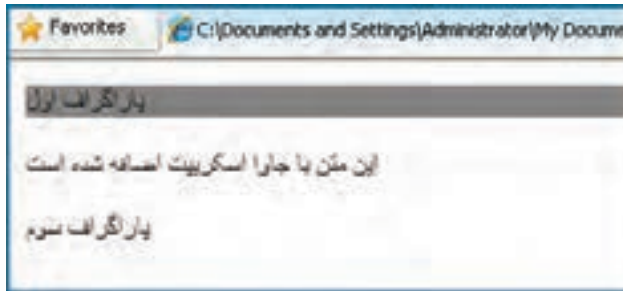 Favorites C:\Documents and Settings\Administrator\My Docume
پاراگراف اول
این متن با جاوا اسکریپت اضافه شده است
پاراگراف سوم